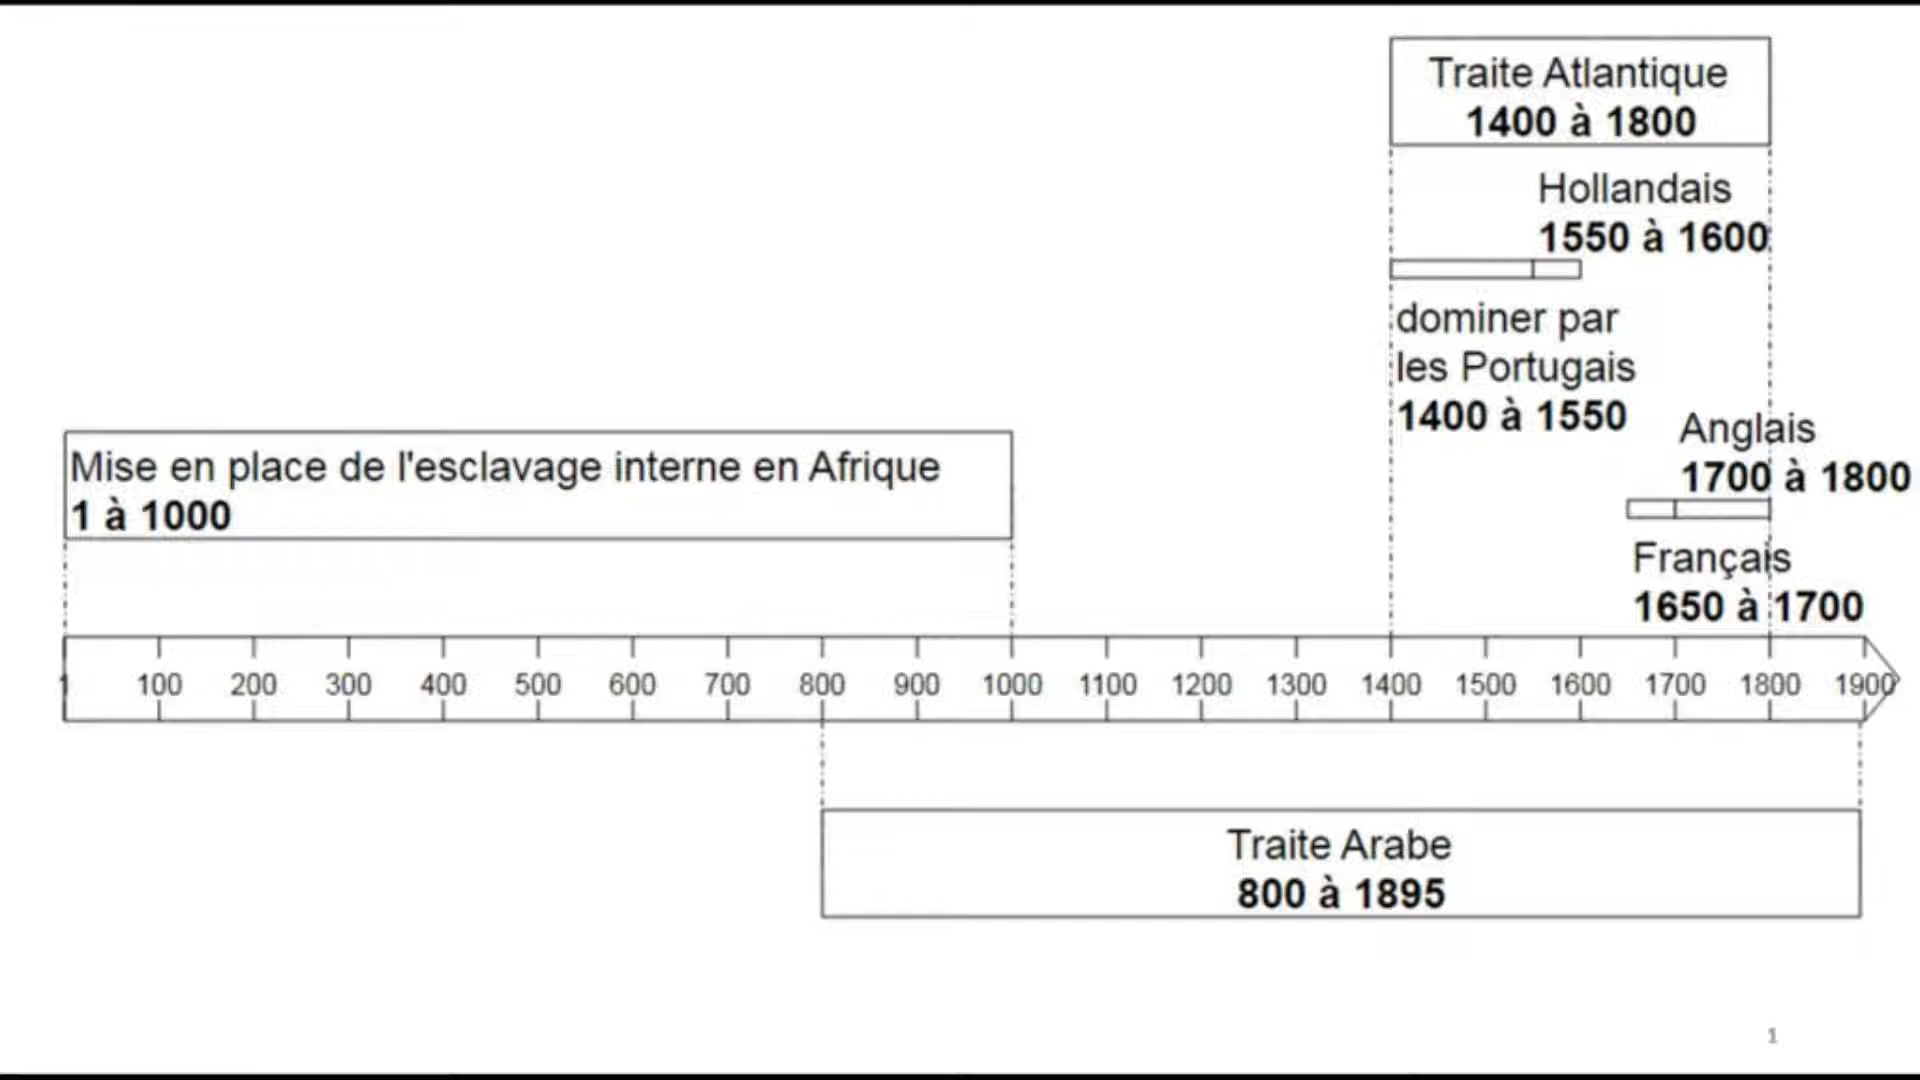 Traite Atlantique
1400 à 1800
Hollandais
1550 à 1600
dominer par
les Portugais
1400 à 1550
Anglais
1700 à 1800
Mise en place de l'esclavage interne en Afrique
1 à 1000
Français
1650 à 1700
1 100 200 300 400 500 600 700 800 900 1000 1100 1200 1300 1400 1500 1600 1700 1800 1900
Traite Arabe
800 à 1895
1